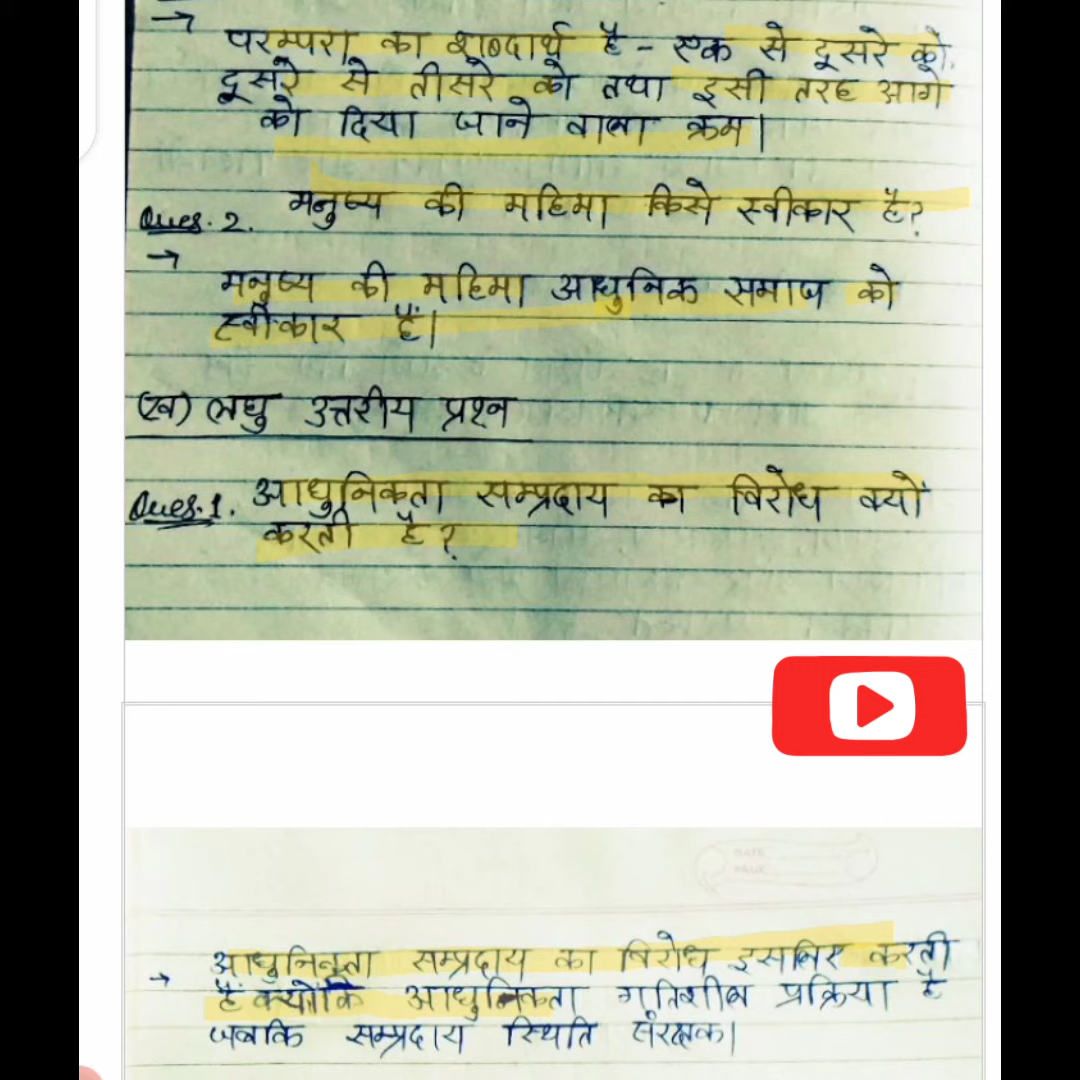 →
परम्परा का शाब्दार्थ है - एक से दूसरे को,
दूसरे से तीसरे को तथा इसी तरह आगे
को दिया जाने वाला क्रम।
Ques. 2. मनुष्य की महिमा किसे स्वीकार है?
→
मनुष्य की महिमा आधुनिक समाज को
स्वीकार हैं।
(ख) लघु उत्तरीय प्रश्न
Ques. 1. आधुनिकता सम्प्रदाय का विरोध क्यों
करती है?
DATE
PAGE
→ आधुनिकता सम्प्रदाय का विरोध इसलिए करती
हैं क्योंकि आधुनिकता गतिशील प्रक्रिया है
जबकि सम्प्रदाय स्थिति संरक्षक।